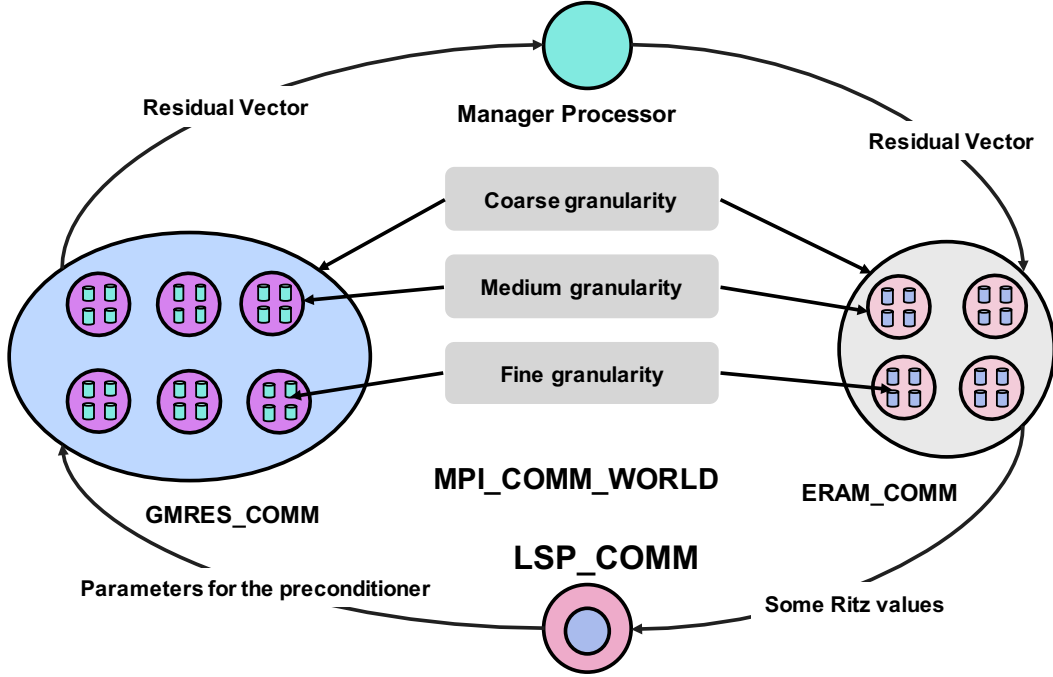 Residual Vector
Manager Processor
Residual Vector
Coarse granularity
Medium granularity
Fine granularity
MPI_COMM_WORLD
GMRES_COMM
ERAM_COMM
LSP_COMM
Parameters for the preconditioner
Some Ritz values